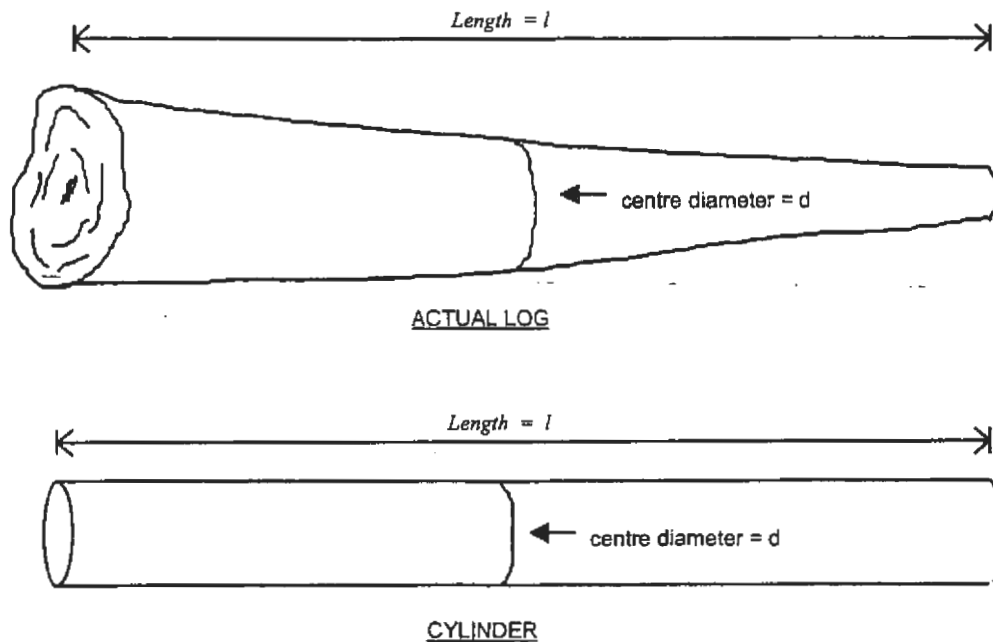 Length = l
centre diameter = d
ACTUAL LOG
Length = l
centre diameter = d
CYLINDER